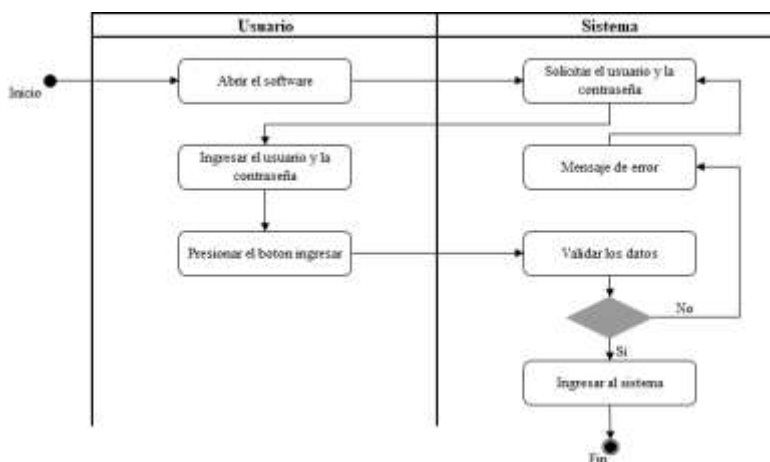 Usuario
Sistema
Inicio
Abrir el software
Solicitar el usuario y la
contraseña
Ingresar el usuario y la
contraseña
Mensaje de error
Presionar el boton ingresar
Validar los datos
No
Si
Ingresar al sistema
Fin